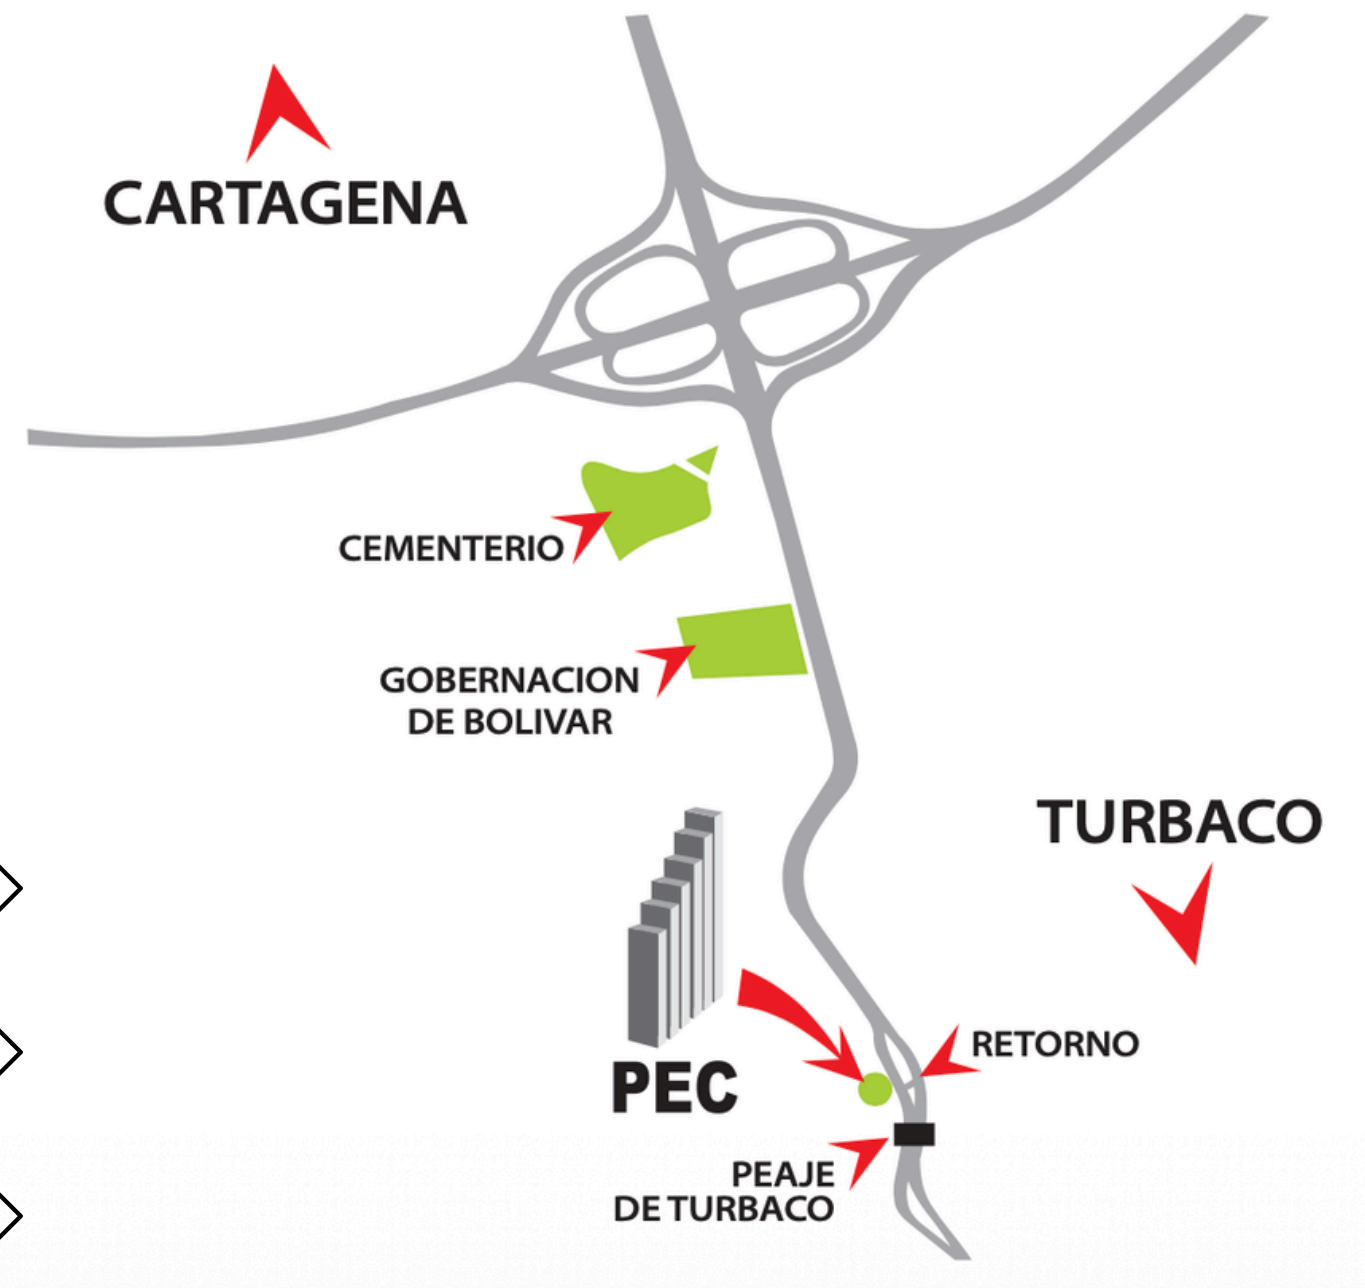 CARTAGENA
CEMENTERIO
GOBERNACION
DE BOLIVAR
TURBACO
RETORNO
PEC
PEAJE
DE TURBACO